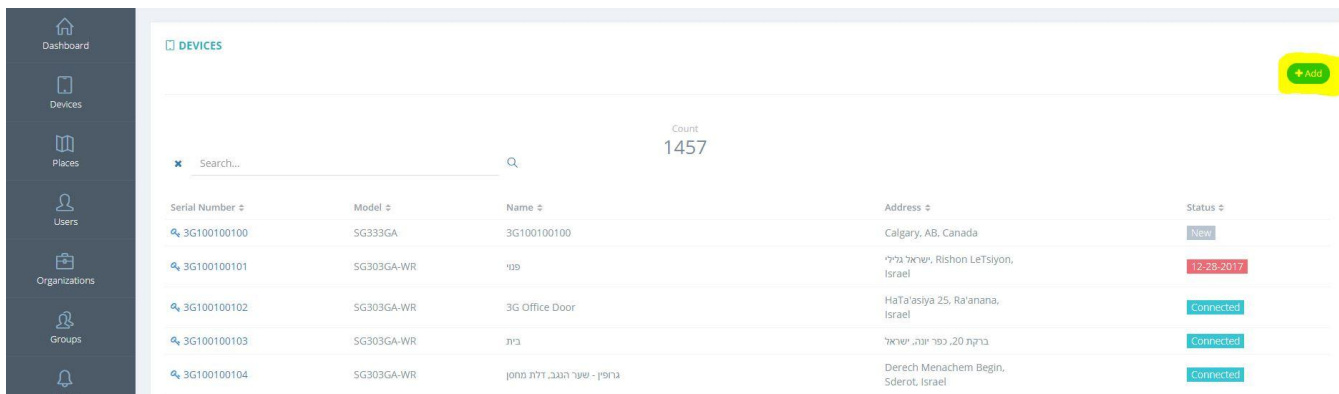 Dashboard
Devices
Places
Users
Organizations
Groups
DEVICES
+ Add
Count
1457
× Search...
Serial Number Model Name Address Status
3G100100100 SG333GA 3G100100100 Calgary, AB, Canada New
3G100100101 SG303GA-WR פנוי ישראל גלילי, Rishon LeTsiyon,
Israel 12-28-2017
3G100100102 SG303GA-WR 3G Office Door HaTa'asiya 25, Ra'anana,
Israel Connected
3G100100103 SG303GA-WR בית ברקת 20, כפר יונה, ישראל Connected
3G100100104 SG303GA-WR גרופין - שער הנגב, דלת מחסן Derech Menachem Begin,
Sderot, Israel Connected